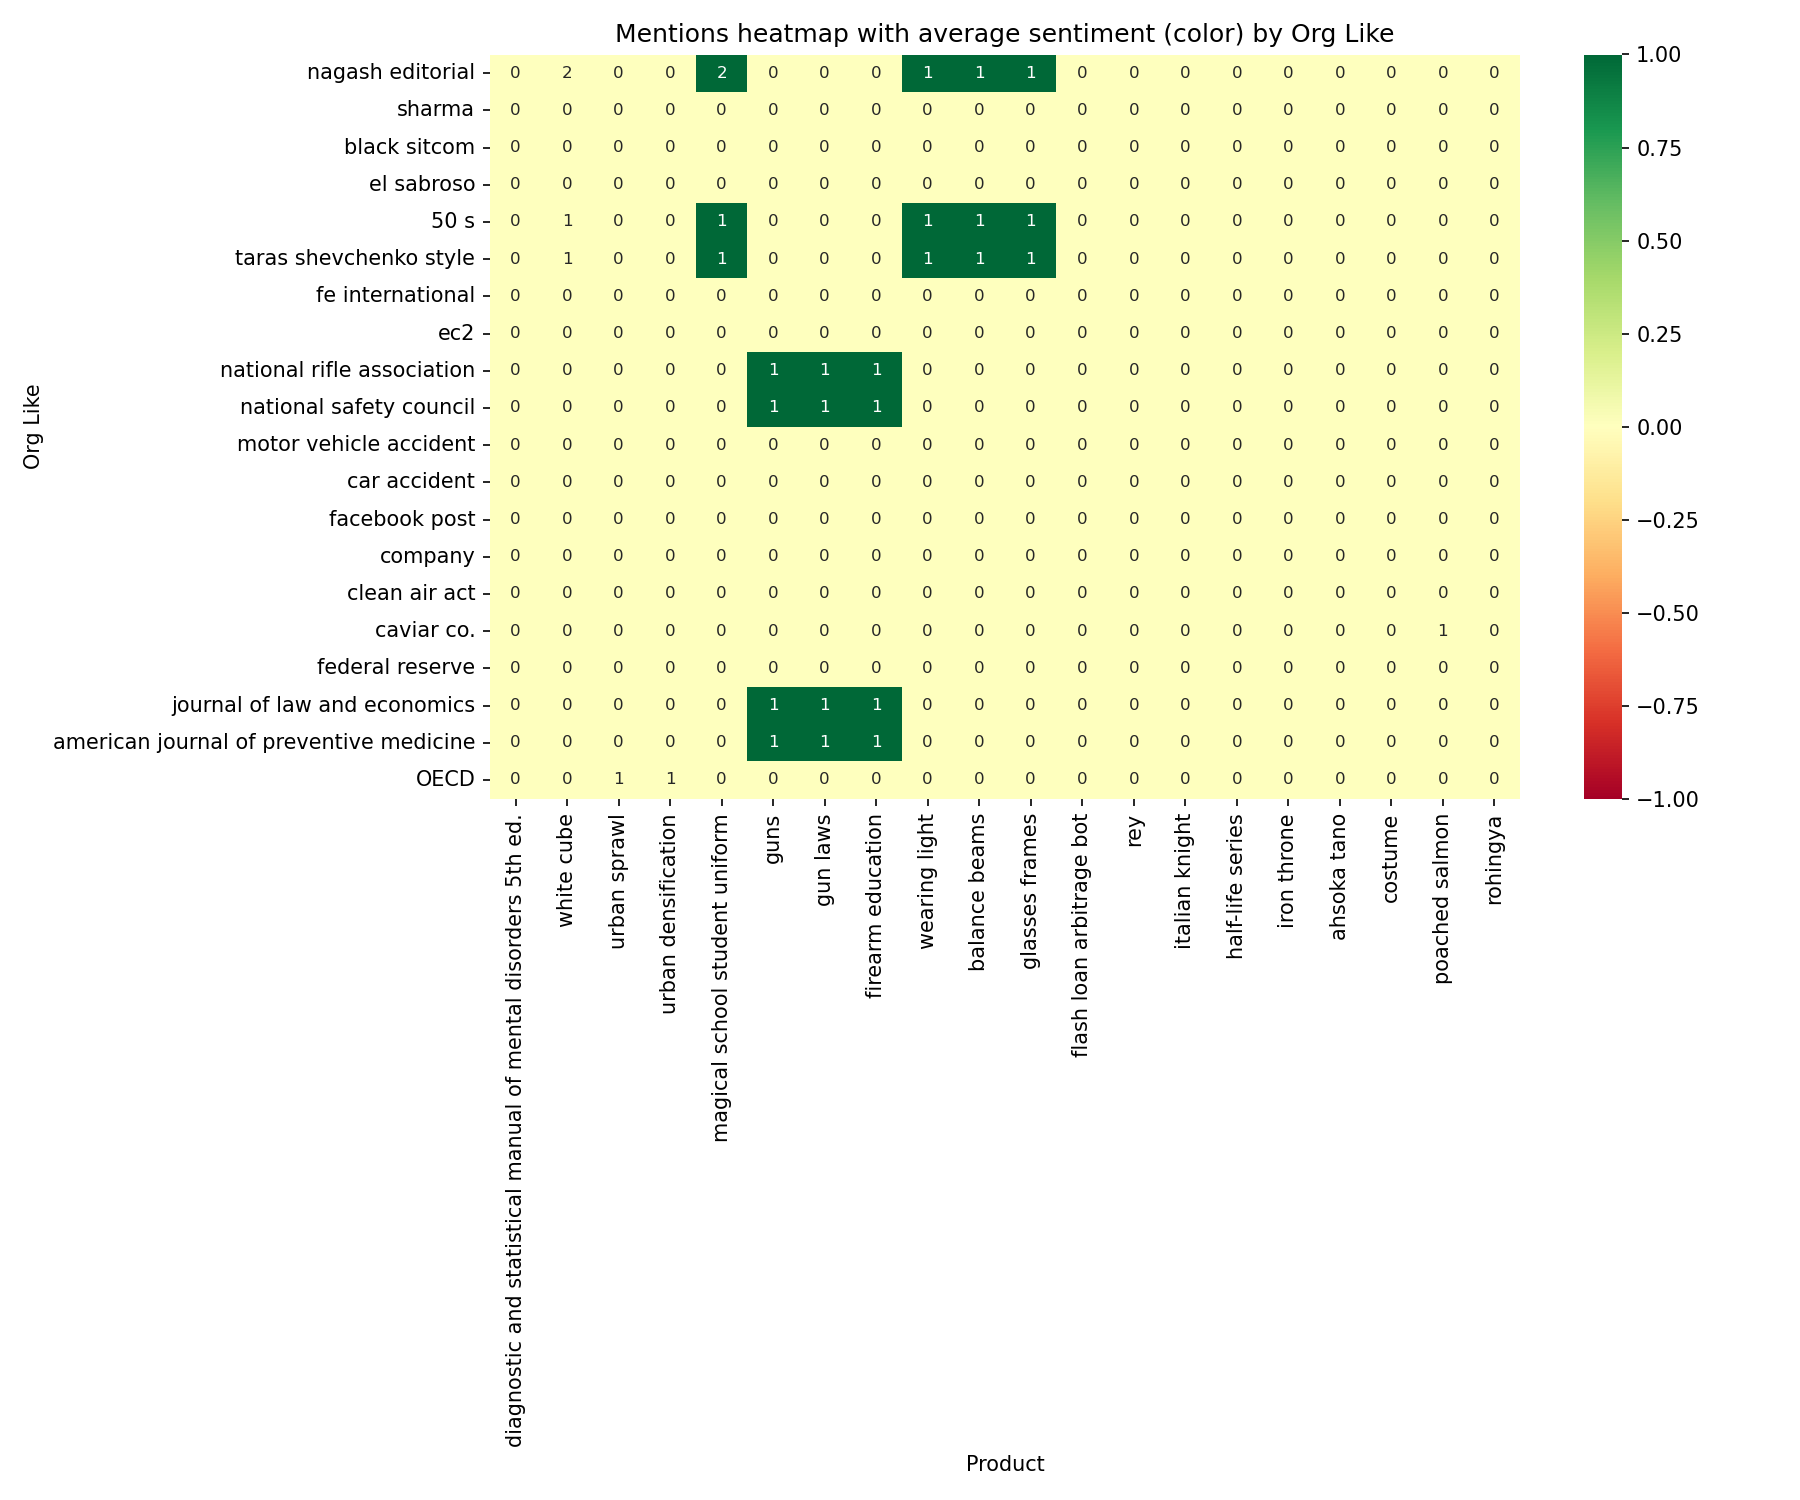 Mentions heatmap with average sentiment (color) by Org Like
nagash editorial 0 2 0 0 2 0 0 0 1 1 1 0 0 0 0 0 0 0 0 0
sharma 0 0 0 0 0 0 0 0 0 0 0 0 0 0 0 0 0 0 0 0
black sitcom 0 0 0 0 0 0 0 0 0 0 0 0 0 0 0 0 0 0 0 0
el sabroso 0 0 0 0 0 0 0 0 0 0 0 0 0 0 0 0 0 0 0 0
50 s 0 1 0 0 1 0 0 0 1 1 1 0 0 0 0 0 0 0 0 0
taras shevchenko style 0 1 0 0 1 0 0 0 1 1 1 0 0 0 0 0 0 0 0 0
fe international 0 0 0 0 0 0 0 0 0 0 0 0 0 0 0 0 0 0 0 0
ec2 0 0 0 0 0 0 0 0 0 0 0 0 0 0 0 0 0 0 0 0
national rifle association 0 0 0 0 0 1 1 1 0 0 0 0 0 0 0 0 0 0 0 0
national safety council 0 0 0 0 0 1 1 1 0 0 0 0 0 0 0 0 0 0 0 0
motor vehicle accident 0 0 0 0 0 0 0 0 0 0 0 0 0 0 0 0 0 0 0 0
car accident 0 0 0 0 0 0 0 0 0 0 0 0 0 0 0 0 0 0 0 0
facebook post 0 0 0 0 0 0 0 0 0 0 0 0 0 0 0 0 0 0 0 0
company 0 0 0 0 0 0 0 0 0 0 0 0 0 0 0 0 0 0 0 0
clean air act 0 0 0 0 0 0 0 0 0 0 0 0 0 0 0 0 0 0 0 0
caviar co. 0 0 0 0 0 0 0 0 0 0 0 0 0 0 0 0 0 0 1 0
federal reserve 0 0 0 0 0 0 0 0 0 0 0 0 0 0 0 0 0 0 0 0
journal of law and economics 0 0 0 0 0 1 1 1 0 0 0 0 0 0 0 0 0 0 0 0
american journal of preventive medicine 0 0 0 0 0 1 1 1 0 0 0 0 0 0 0 0 0 0 0 0
OECD 0 0 1 1 0 0 0 0 0 0 0 0 0 0 0 0 0 0 0 0
Org Like
diagnostic and statistical manual of mental disorders 5th ed.
white cube
urban sprawl
urban densification
magical school student uniform
guns
gun laws
firearm education
wearing light
balance beams
glasses frames
flash loan arbitrage bot
rey
italian knight
half-life series
iron throne
ahsoka tano
costume
poached salmon
rohingya
Product
1.00
0.75
0.50
0.25
0.00
−0.25
−0.50
−0.75
−1.00